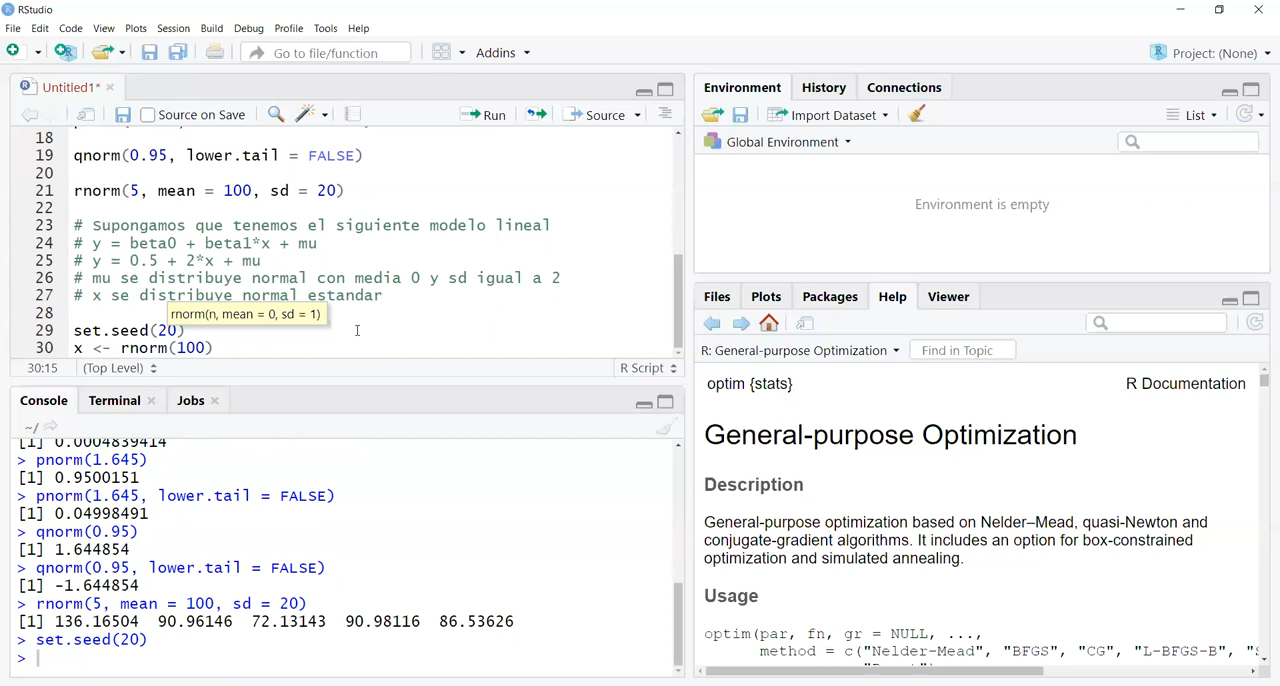 RStudio
File Edit Code View Plots Session Build Debug Profile Tools Help
Go to file/function Addins Project: (None)
Untitled1*
Source on Save Run Source
18
19 qnorm(0.95, lower.tail = FALSE)
20
21 rnorm(5, mean = 100, sd = 20)
22
23 # Supongamos que tenemos el siguiente modelo lineal
24 # y = beta0 + beta1*x + mu
25 # y = 0.5 + 2*x + mu
26 # mu se distribuye normal con media 0 y sd igual a 2
27 # x se distribuye normal estandar
28
rnorm(n, mean = 0, sd = 1)
29 set.seed(20)
30 x <- rnorm(100)
30:15 (Top Level) R Script
Console Terminal Jobs
~/
[1] 0.0004839414
> pnorm(1.645)
[1] 0.9500151
> pnorm(1.645, lower.tail = FALSE)
[1] 0.04998491
> qnorm(0.95)
[1] 1.644854
> qnorm(0.95, lower.tail = FALSE)
[1] -1.644854
> rnorm(5, mean = 100, sd = 20)
[1] 136.16504 90.96146 72.13143 90.98116 86.53626
> set.seed(20)
>
Environment History Connections
Import Dataset List
Global Environment
Environment is empty
Files Plots Packages Help Viewer
R: General-purpose Optimization Find in Topic
optim {stats} R Documentation
General-purpose Optimization
Description
General-purpose optimization based on Nelder–Mead, quasi-Newton and
conjugate-gradient algorithms. It includes an option for box-constrained
optimization and simulated annealing.
Usage
optim(par, fn, gr = NULL, ...,
method = c("Nelder-Mead", "BFGS", "CG", "L-BFGS-B",